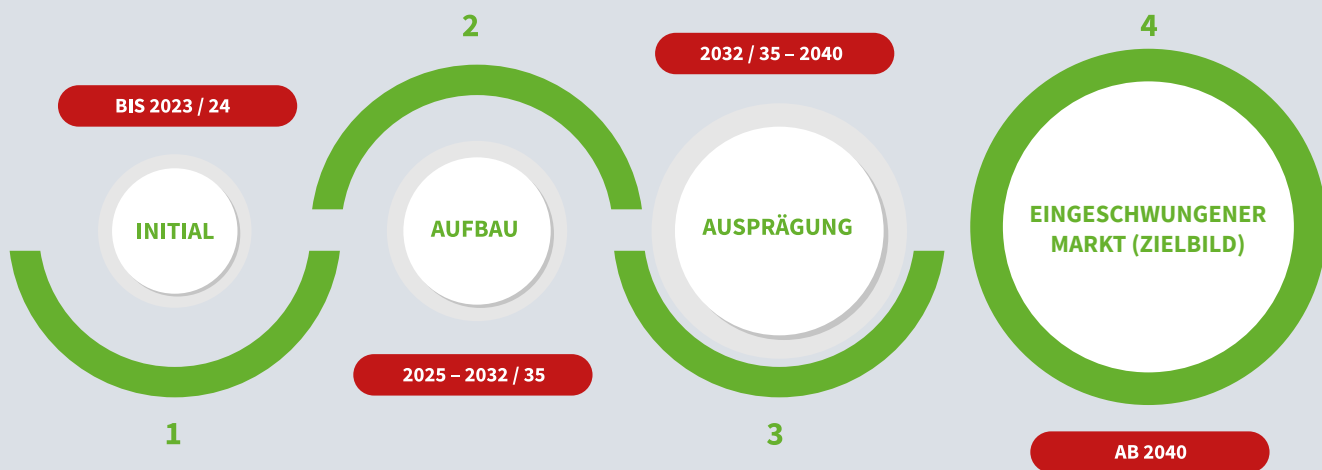 BIS 2023 / 24
INITIAL
1
2
AUFBAU
2025 – 2032 / 35
2032 / 35 – 2040
AUSPRÄGUNG
3
4
EINGESCHWUNGENER
MARKT (ZIELBILD)
AB 2040